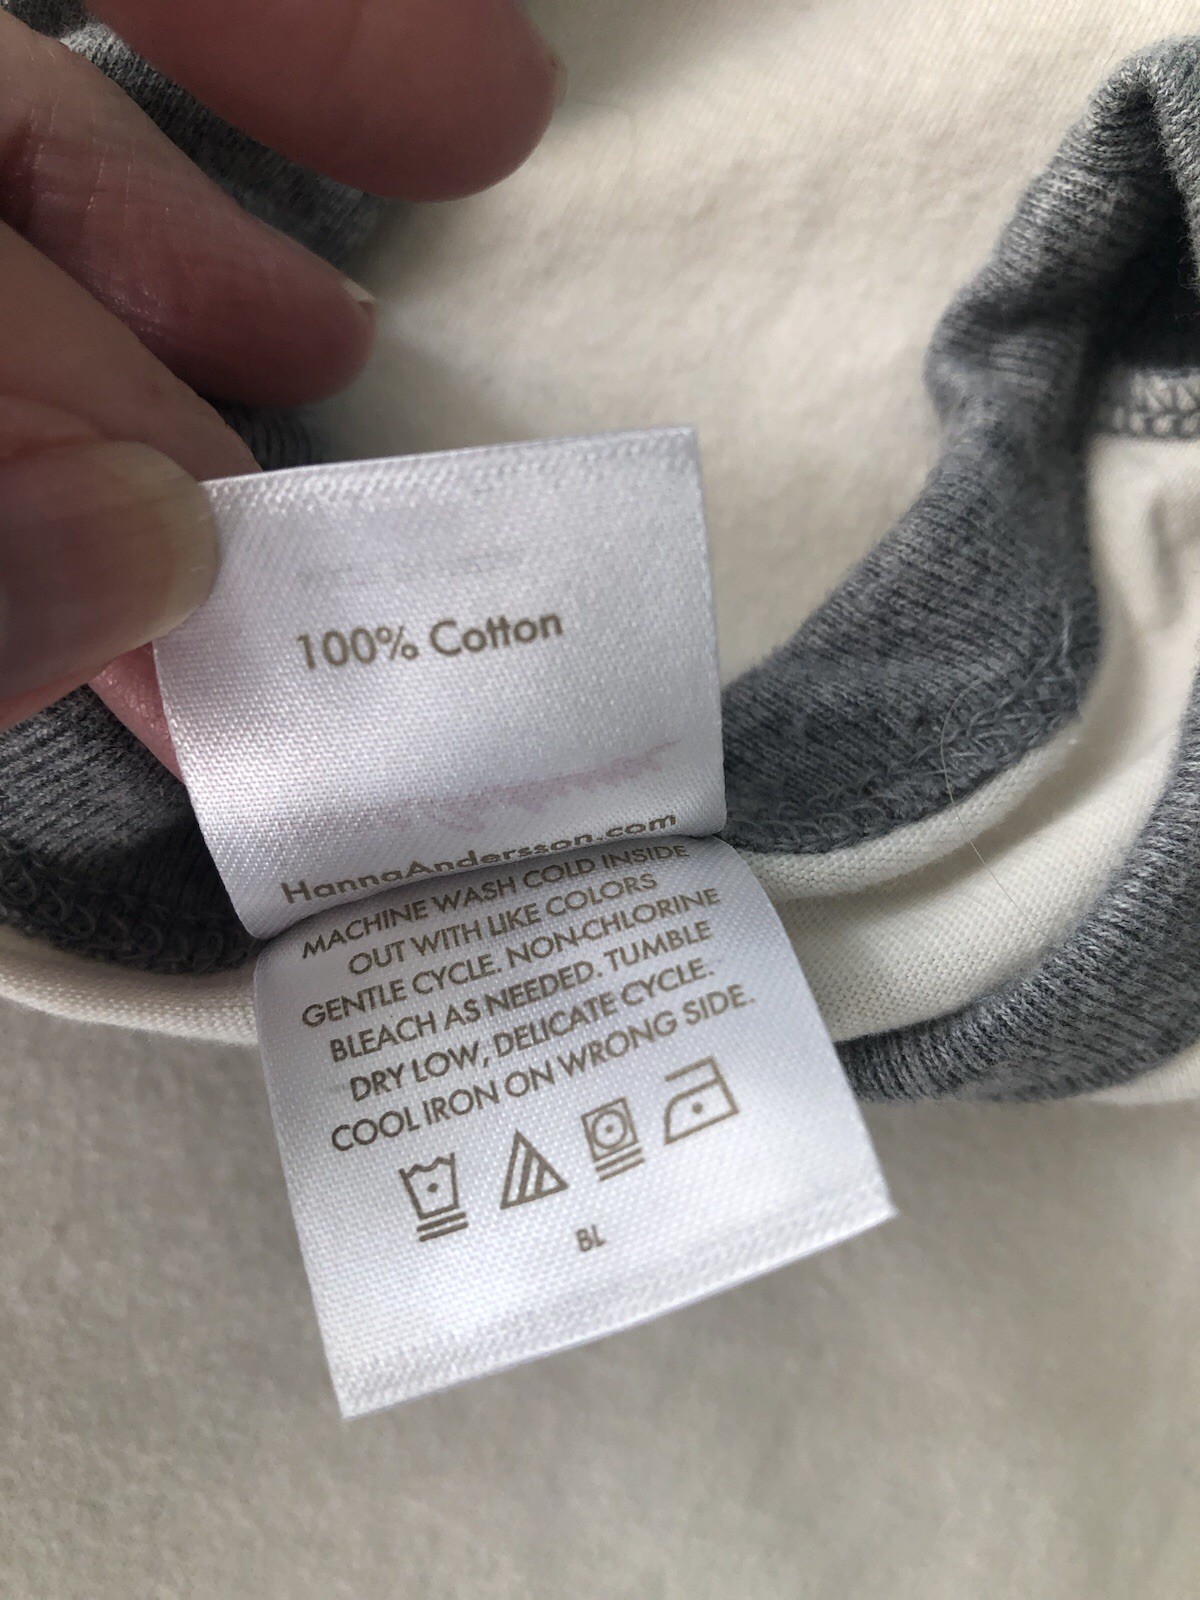 100% Cotton
HannaAndersson.com
MACHINE WASH COLD INSIDE
OUT WITH LIKE COLORS
GENTLE CYCLE. NON-CHLORINE
BLEACH AS NEEDED. TUMBLE
DRY LOW, DELICATE CYCLE.
COOL IRON ON WRONG SIDE.
BL